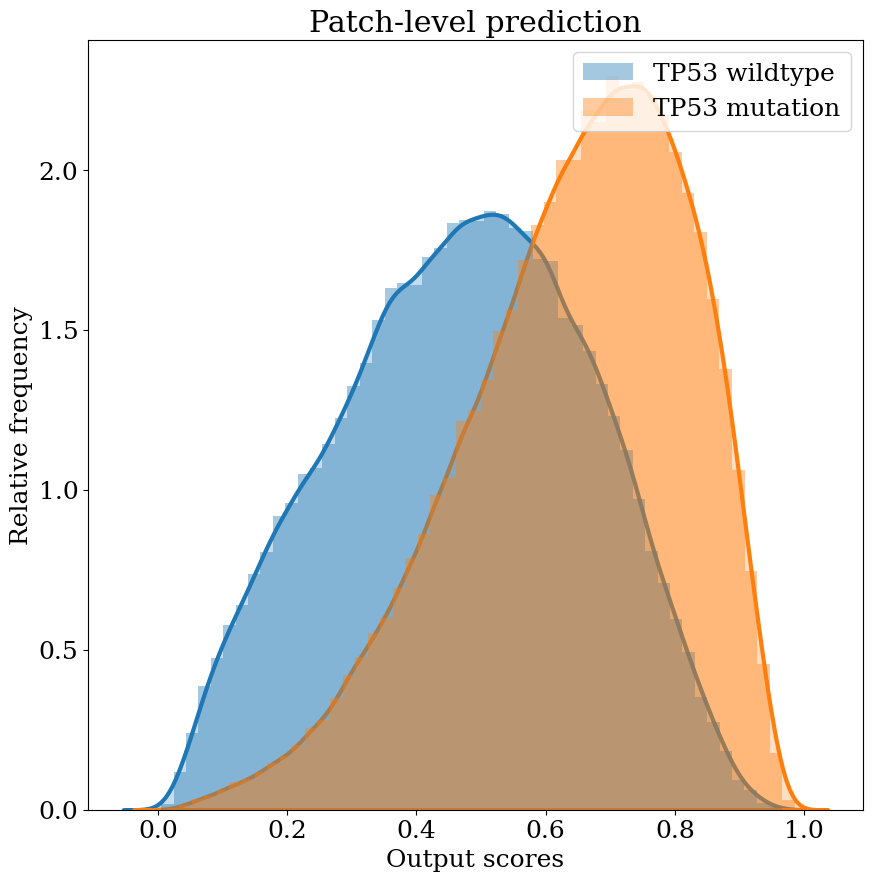 Patch-level prediction
TP53 wildtype
TP53 mutation
Relative frequency
2.0
1.5
1.0
0.5
0.0
0.0 0.2 0.4 0.6 0.8 1.0
Output scores